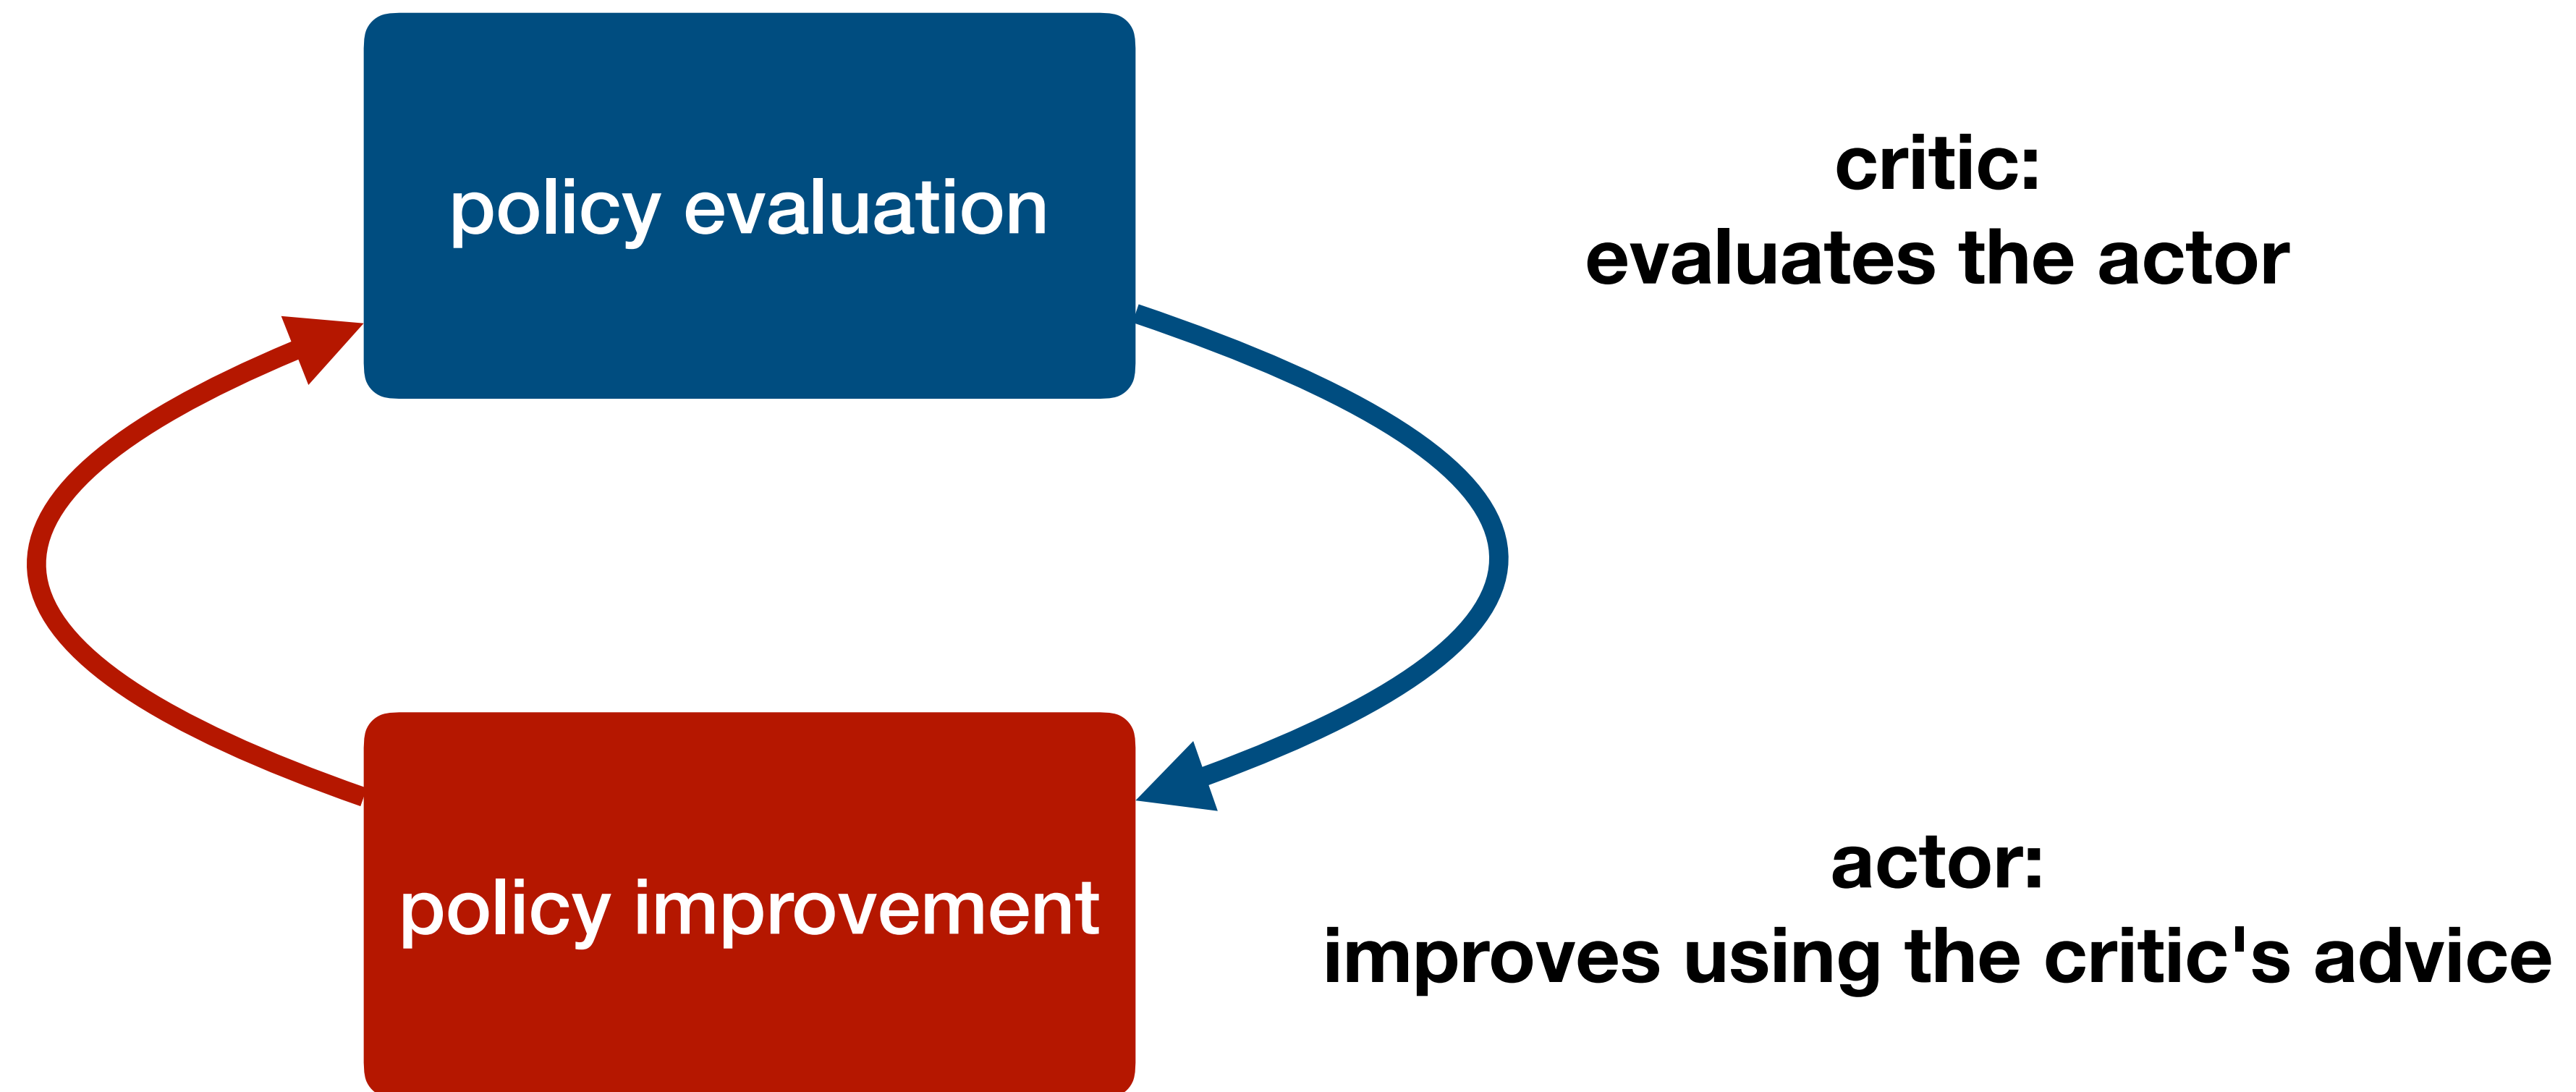 policy evaluation
critic:
evaluates the actor
policy improvement
actor:
improves using the critic's advice